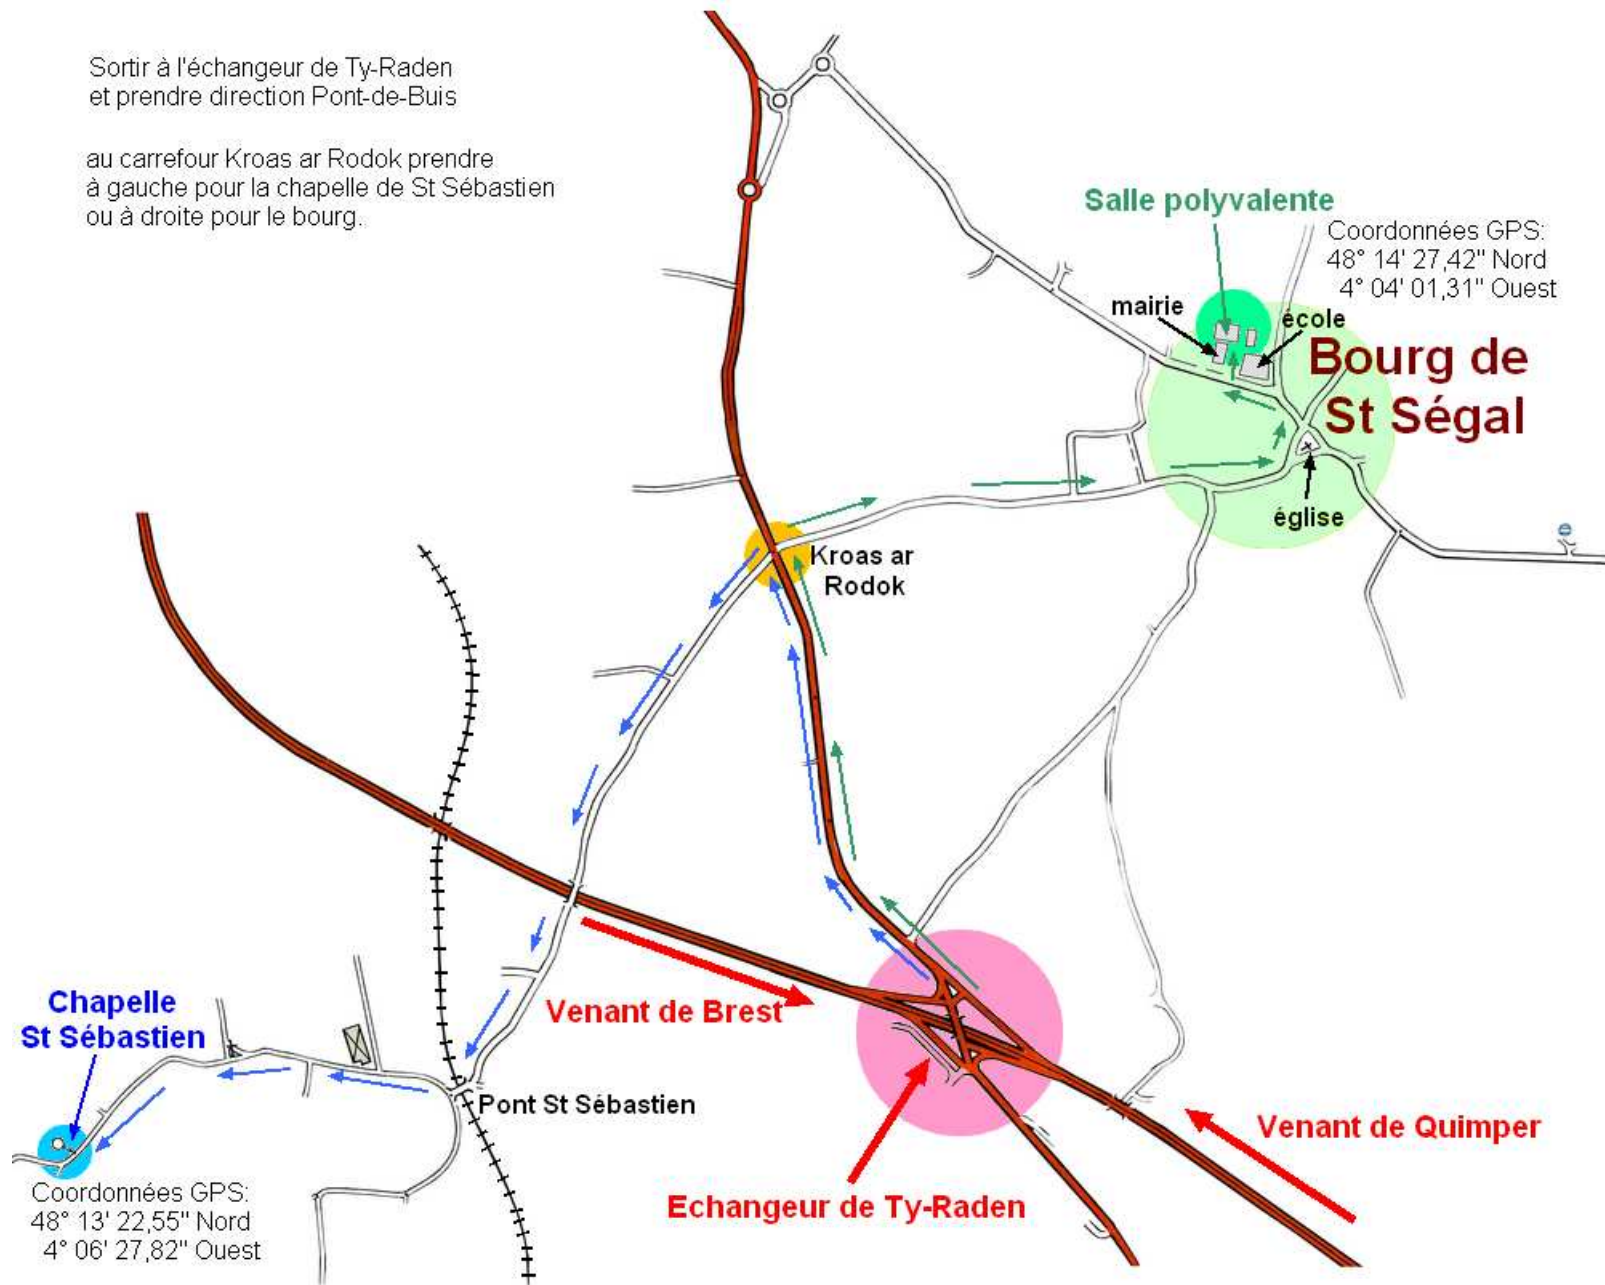 Sortir à l'échangeur de Ty-Raden
et prendre direction Pont-de-Buis
au carrefour Kroas ar Rodok prendre
à gauche pour la chapelle de St Sébastien
ou à droite pour le bourg.
Salle polyvalente
Coordonnées GPS:
48° 14' 27,42" Nord
4° 04' 01,31" Ouest
mairie
école
Bourg de
St Ségal
église
Kroas ar
Rodok
Chapelle
St Sébastien
Venant de Brest
Pont St Sébastien
Venant de Quimper
Echangeur de Ty-Raden
Coordonnées GPS:
48° 13' 22,55" Nord
4° 06' 27,82" Ouest